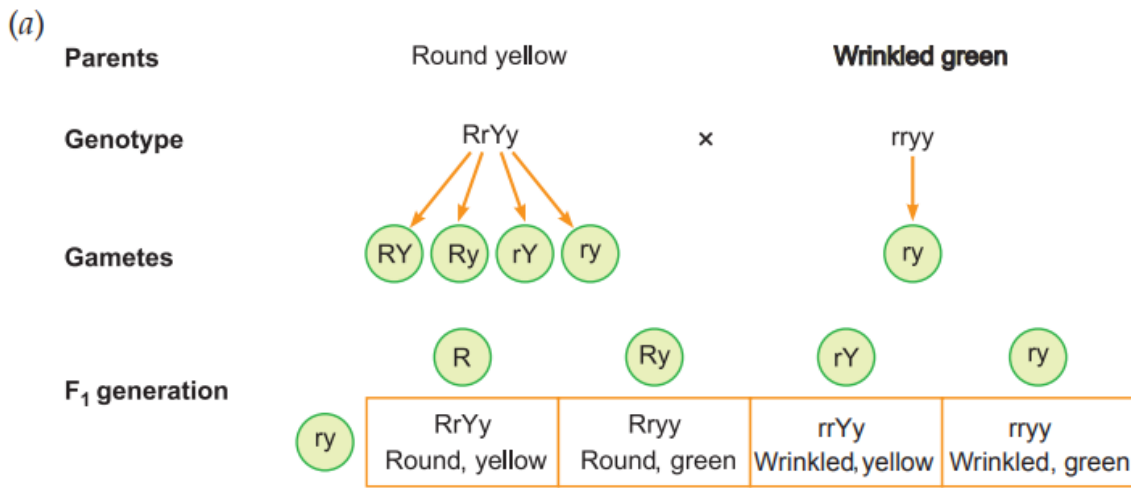 (a)
Parents Round yellow Wrinkled green
Genotype RrYy × rryy
Gametes RY Ry rY ry ry
R Ry rY ry
F₁ generation
ry
RrYy Rryy rrYy rryy
Round, yellow Round, green Wrinkled, yellow Wrinkled, green